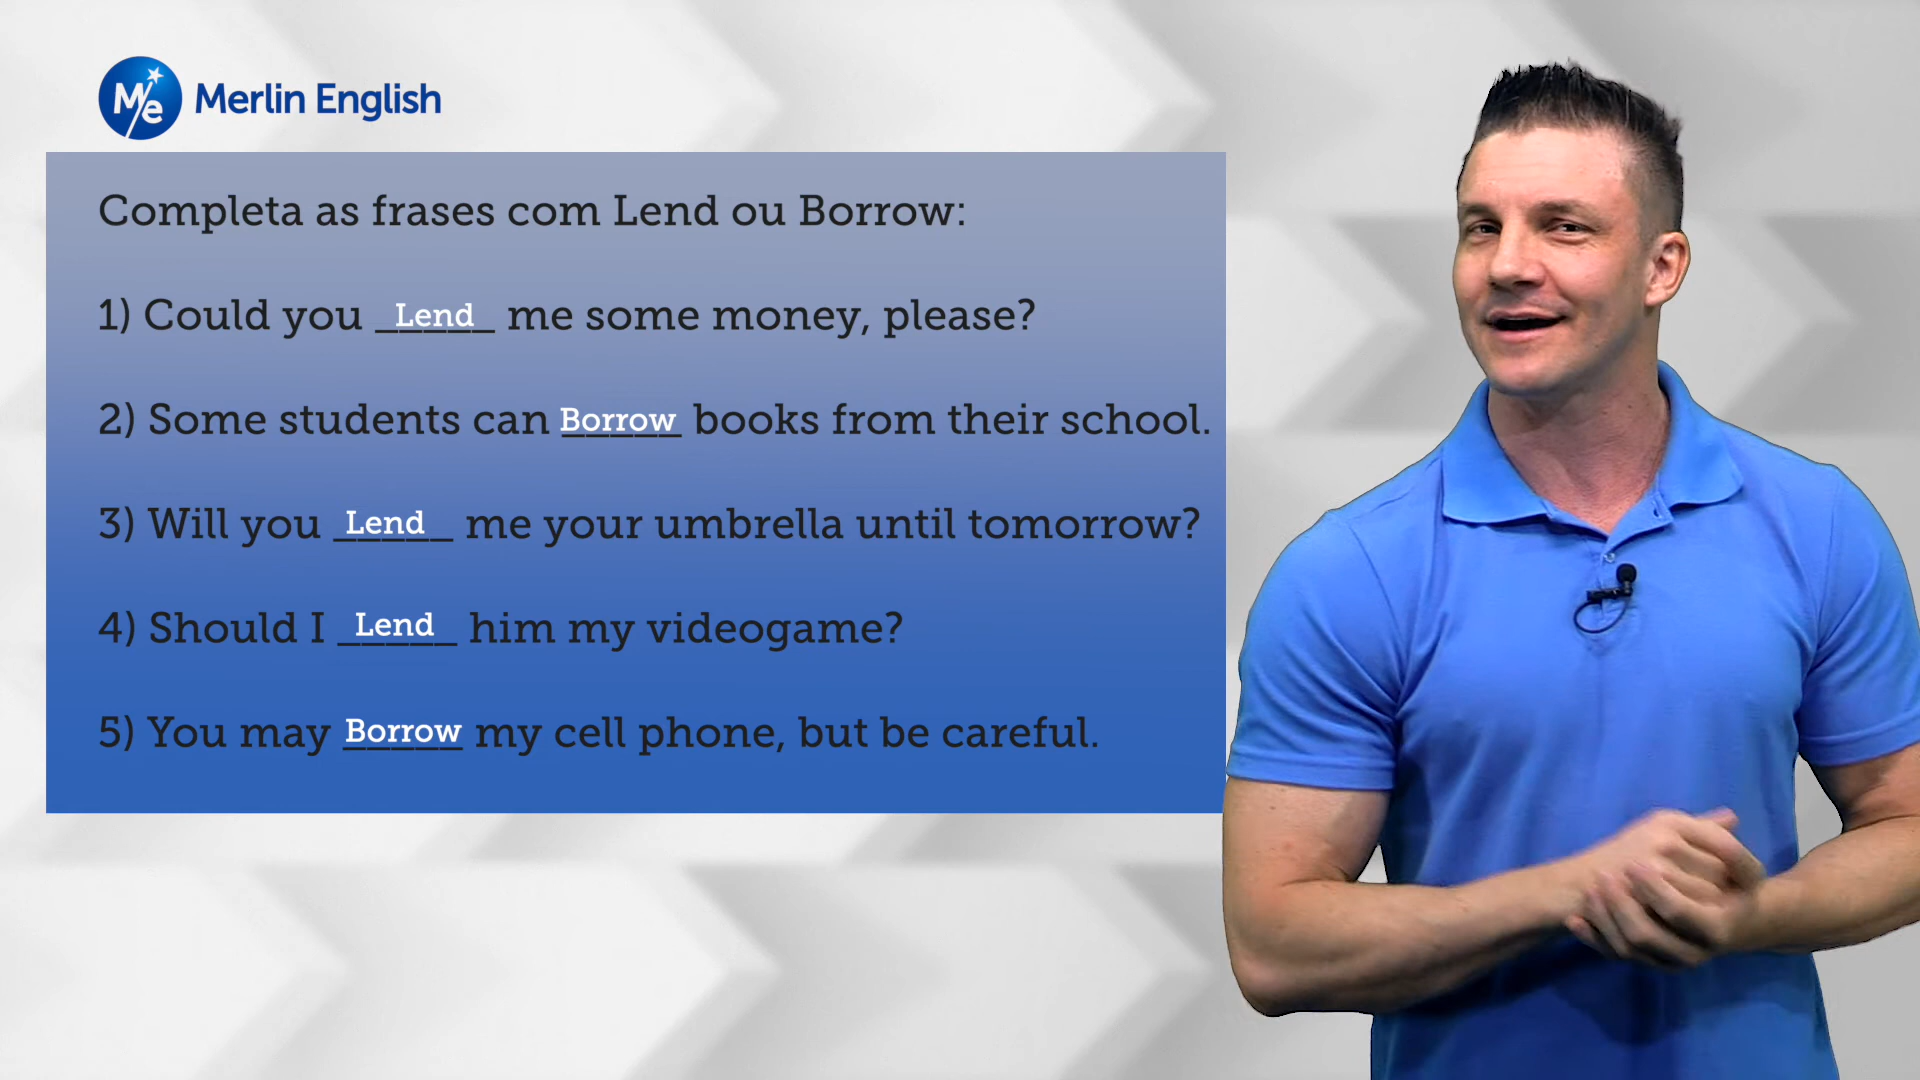 M/e Merlin English
Completa as frases com Lend ou Borrow:
1) Could you Lend me some money, please?
2) Some students can Borrow books from their school.
3) Will you Lend me your umbrella until tomorrow?
4) Should I Lend him my videogame?
5) You may Borrow my cell phone, but be careful.